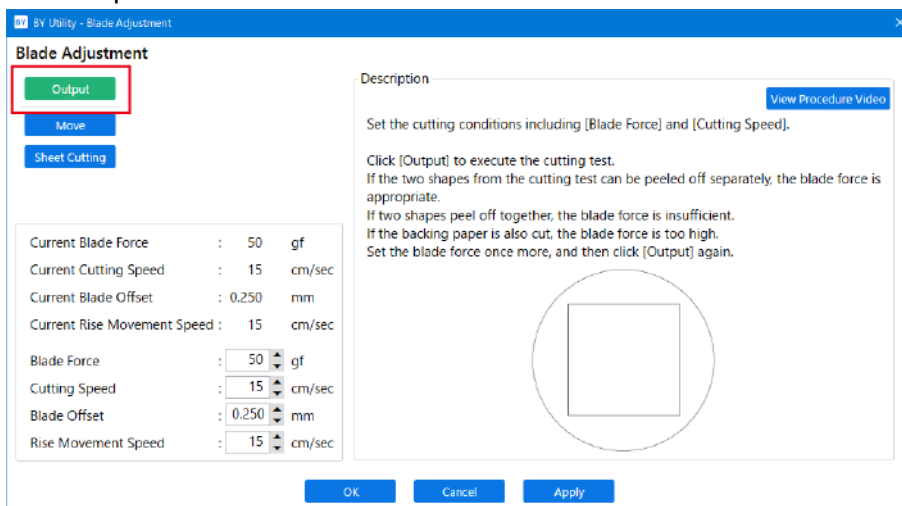 BY BY Utility - Blade Adjustment
Blade Adjustment
Output
Move
Sheet Cutting
Current Blade Force : 50 gf
Current Cutting Speed : 15 cm/sec
Current Blade Offset : 0.250 mm
Current Rise Movement Speed : 15 cm/sec
Blade Force : 50 gf
Cutting Speed : 15 cm/sec
Blade Offset : 0.250 mm
Rise Movement Speed : 15 cm/sec
Description
View Procedure Video
Set the cutting conditions including [Blade Force] and [Cutting Speed].
Click [Output] to execute the cutting test.
If the two shapes from the cutting test can be peeled off separately, the blade force is
appropriate.
If two shapes peel off together, the blade force is insufficient.
If the backing paper is also cut, the blade force is too high.
Set the blade force once more, and then click [Output] again.
OK Cancel Apply